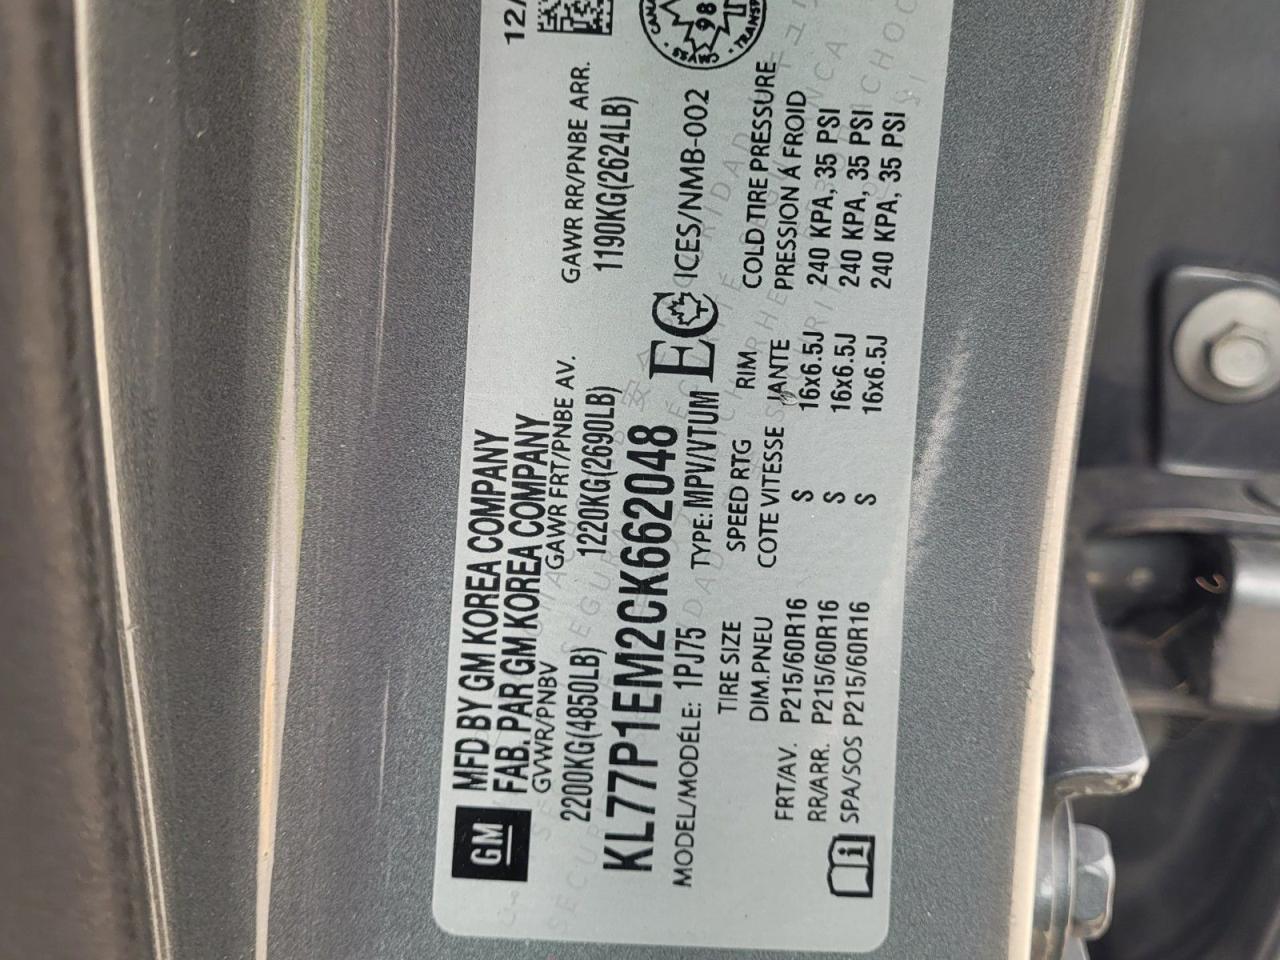 GM
MFD BY GM KOREA COMPANY
FAB. PAR GM KOREA COMPANY
12/
GVWR/PNBV GAWR FRT/PNBE AV. GAWR RR/PNBE ARR.
2200KG(4850LB) 1220KG(2690LB) 1190KG(2624LB)
KL77P1EM2CK662048
MODEL/MODÉLE: 1PJ75 TYPE: MPV/VTUM ICES/NMB-002
TIRE SIZE SPEED RTG RIM COLD TIRE PRESSURE
DIM.PNEU COTE VITESSE JANTE PRESSION À FROID
FRT/AV. P215/60R16 S 16x6.5J 240 KPA, 35 PSI
RR/ARR. P215/60R16 S 16x6.5J 240 KPA, 35 PSI
SPA/SOS P215/60R16 S 16x6.5J 240 KPA, 35 PSI